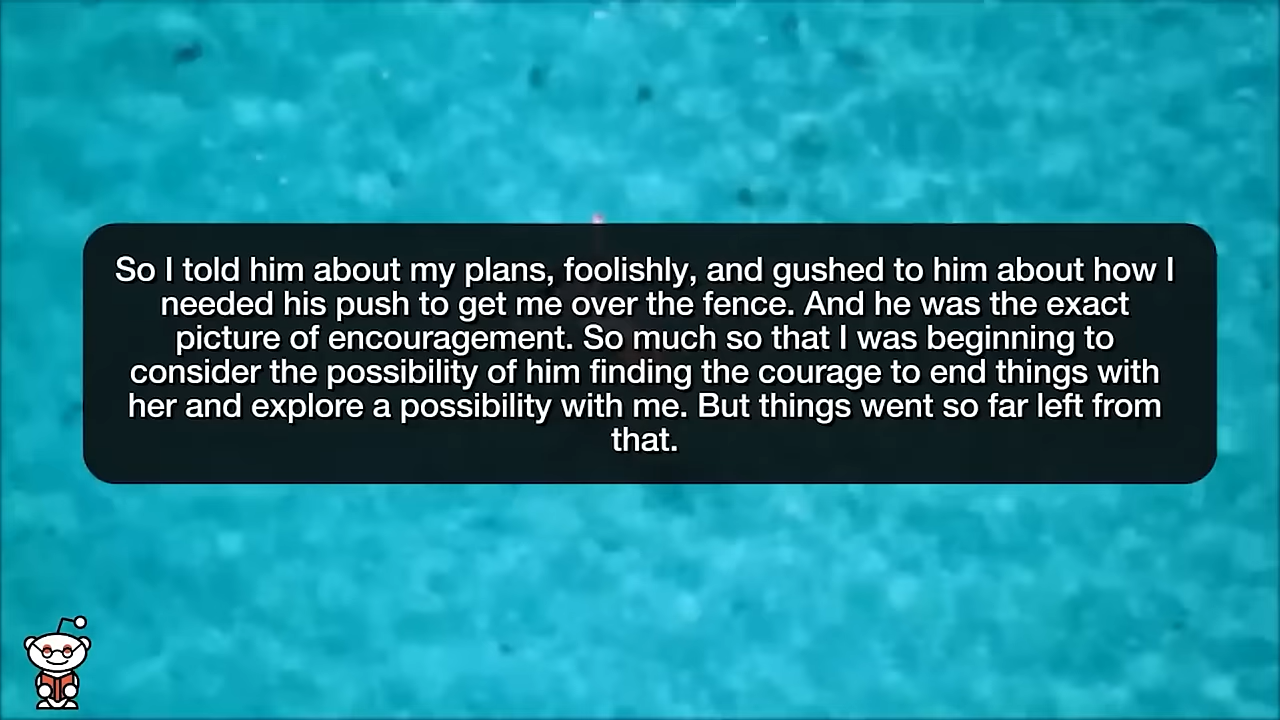 So I told him about my plans, foolishly, and gushed to him about how I
needed his push to get me over the fence. And he was the exact
picture of encouragement. So much so that I was beginning to
consider the possibility of him finding the courage to end things with
her and explore a possibility with me. But things went so far left from
that.